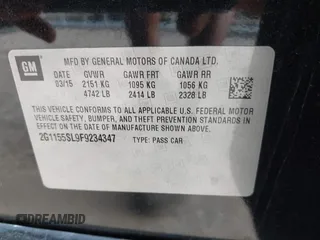 GM
MFD BY GENERAL MOTORS OF CANADA LTD.
DATE GVWR GAWR FRT GAWR RR
03/15 2151 KG 1095 KG 1056 KG
4742 LB 2414 LB 2328 LB
THIS VEHICLE CONFORMS TO ALL APPLICABLE U.S. FEDERAL MOTOR
VEHICLE SAFETY, BUMPER, AND THEFT PREVENTION STANDARDS IN
EFFECT ON THE DATE OF MANUFACTURE SHOWN ABOVE.
2G1155SL9F9234347 TYPE: PASS CAR
DREAMBID